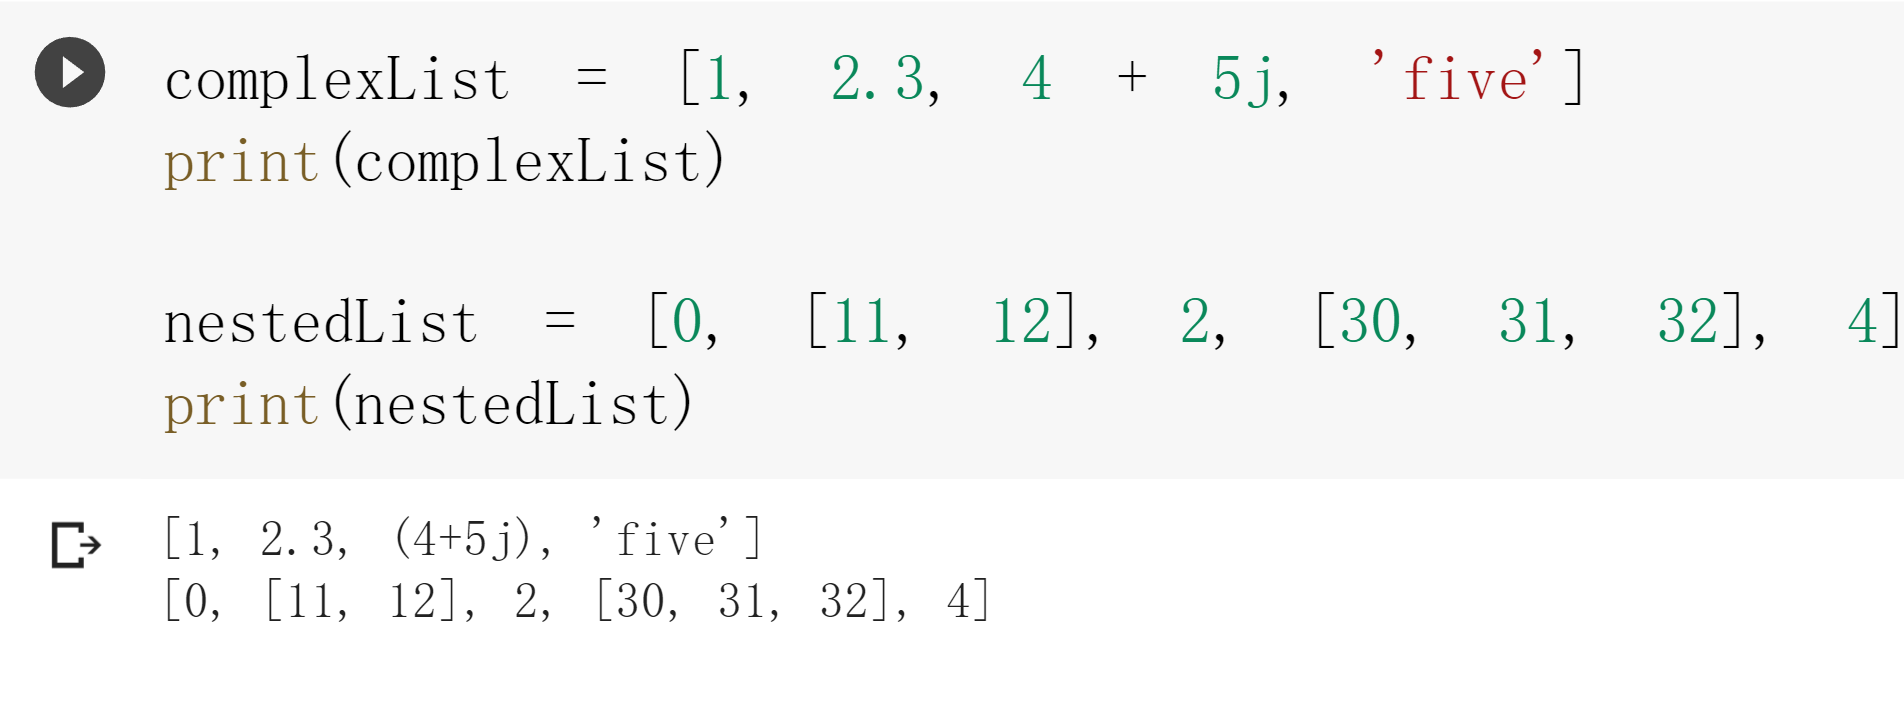 complexList = [1, 2.3, 4 + 5j, 'five']
print(complexList)
nestedList = [0, [11, 12], 2, [30, 31, 32], 4]
print(nestedList)
[1, 2.3, (4+5j), 'five']
[0, [11, 12], 2, [30, 31, 32], 4]